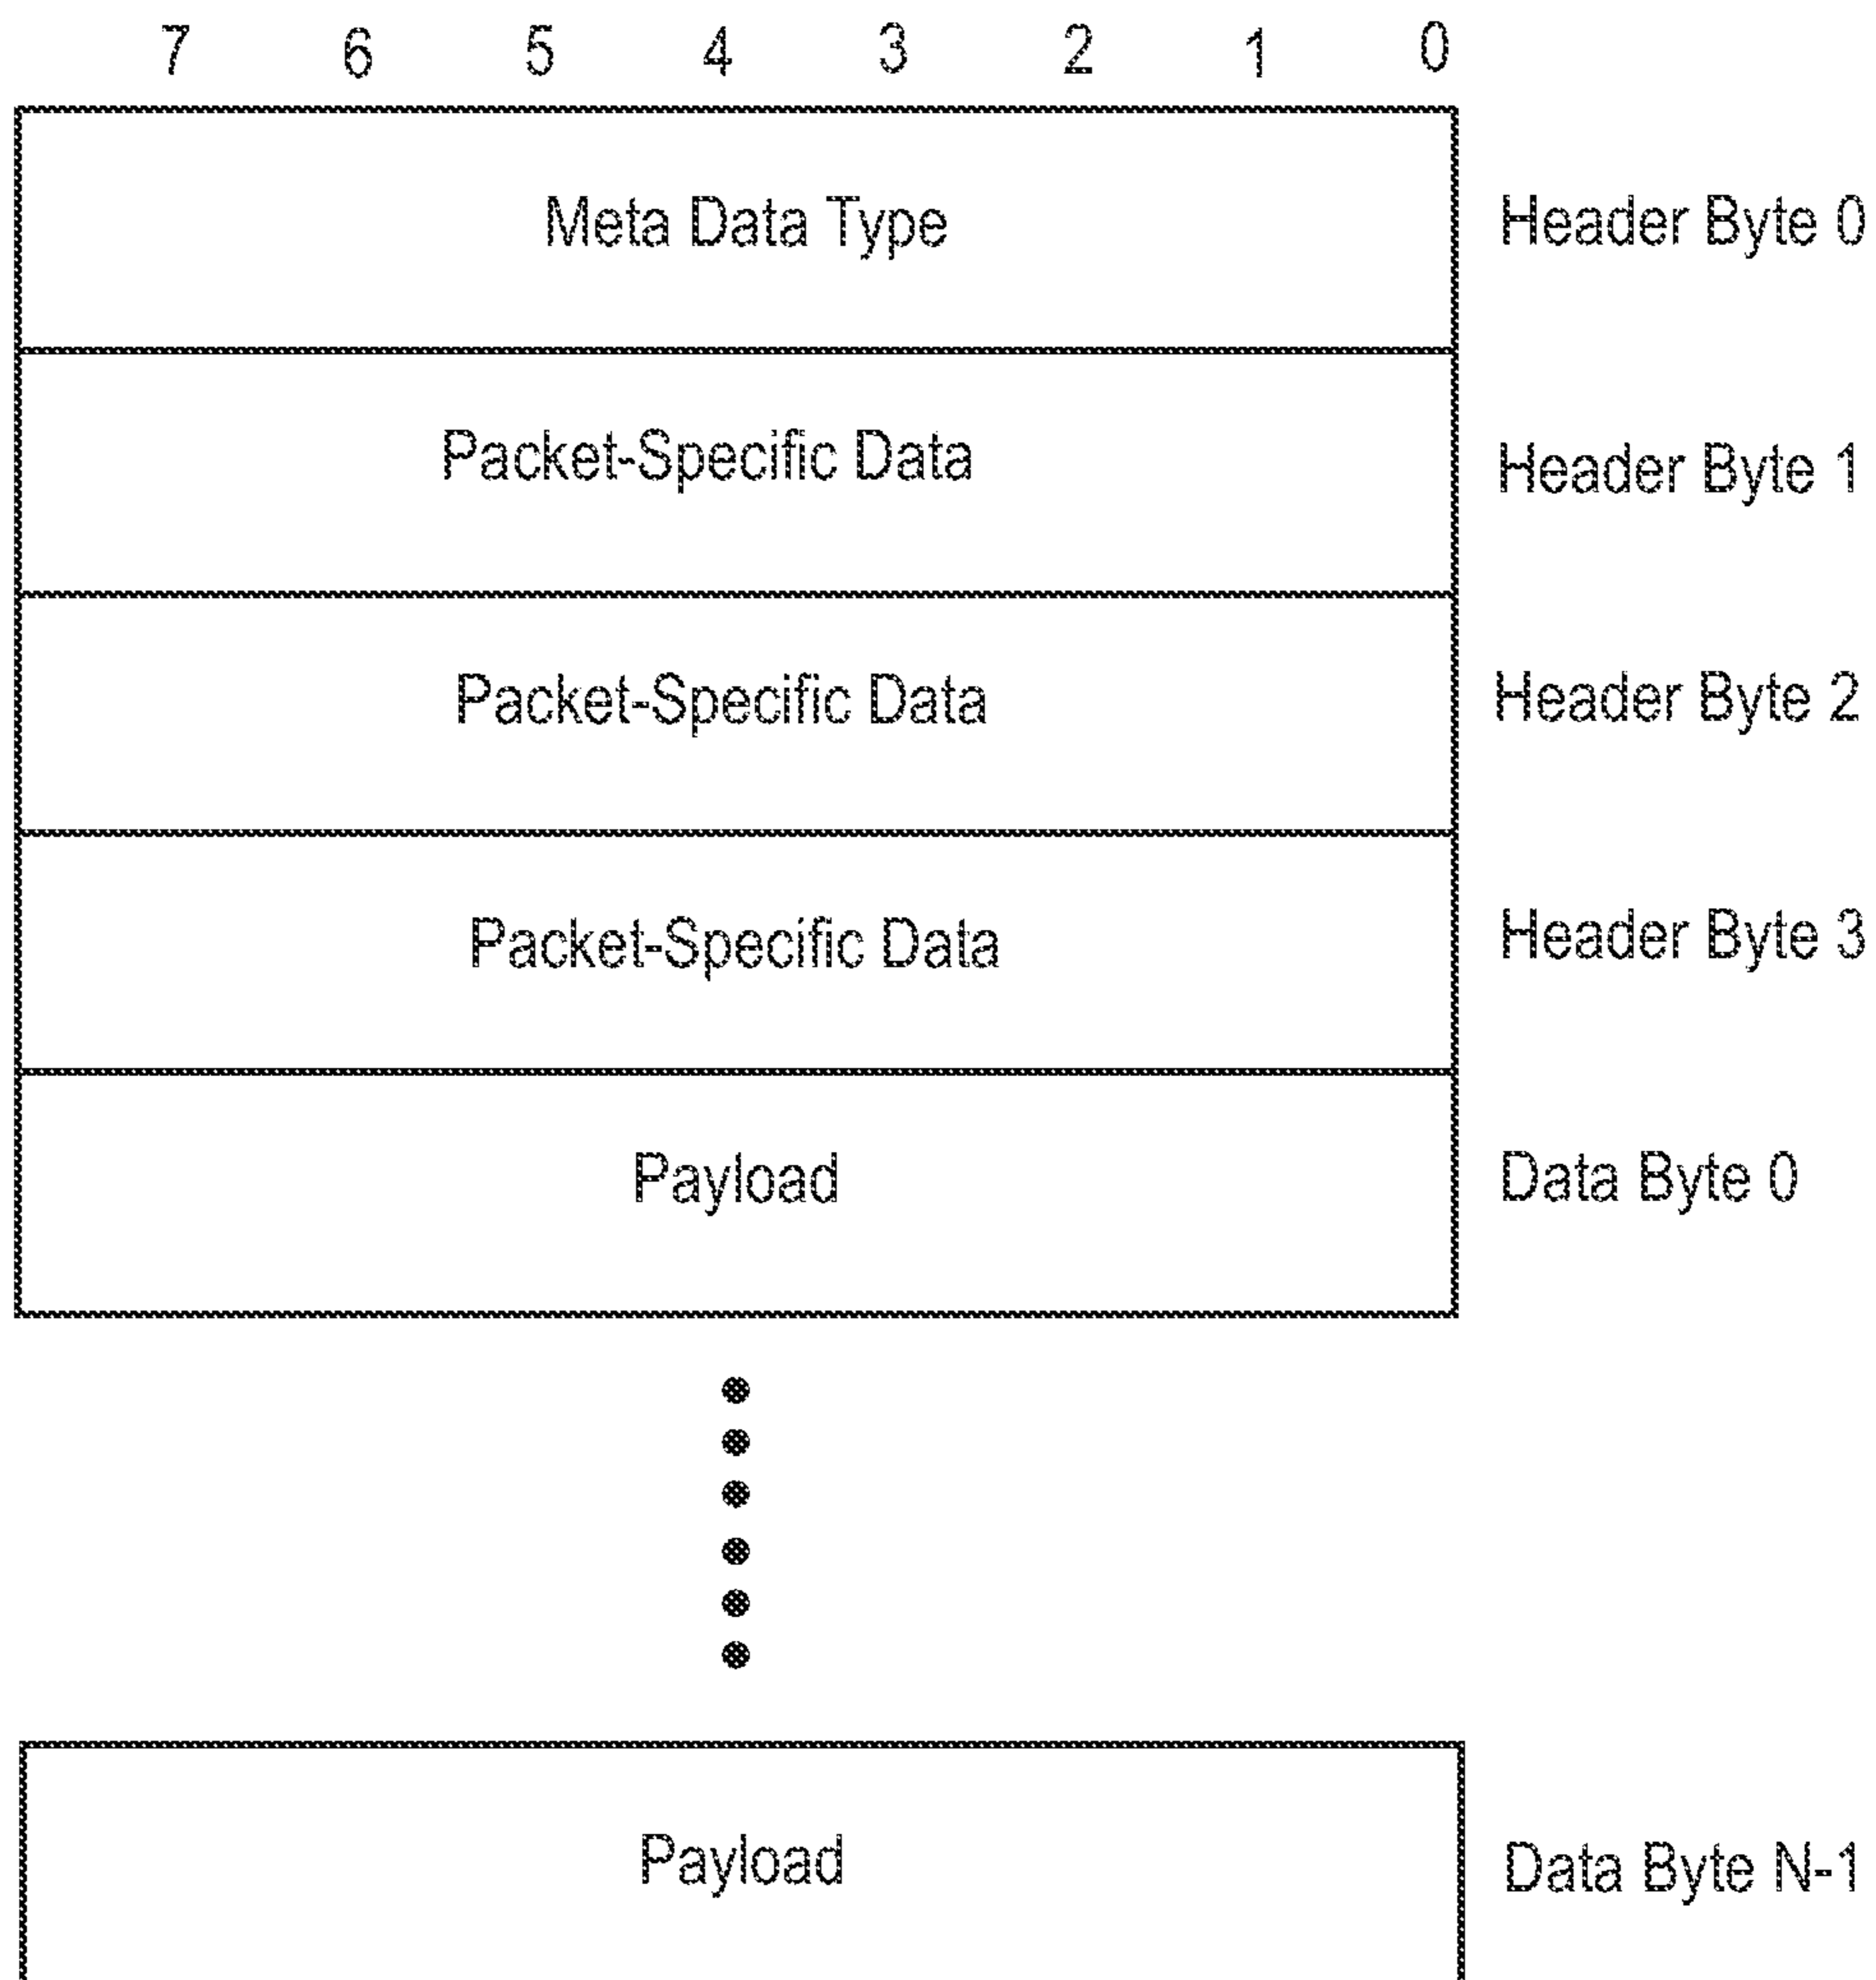 7 6 5 4 3 2 1 0
Meta Data Type Header Byte 0
Packet-Specific Data Header Byte 1
Packet-Specific Data Header Byte 2
Packet-Specific Data Header Byte 3
Payload Data Byte 0
Payload Data Byte N-1